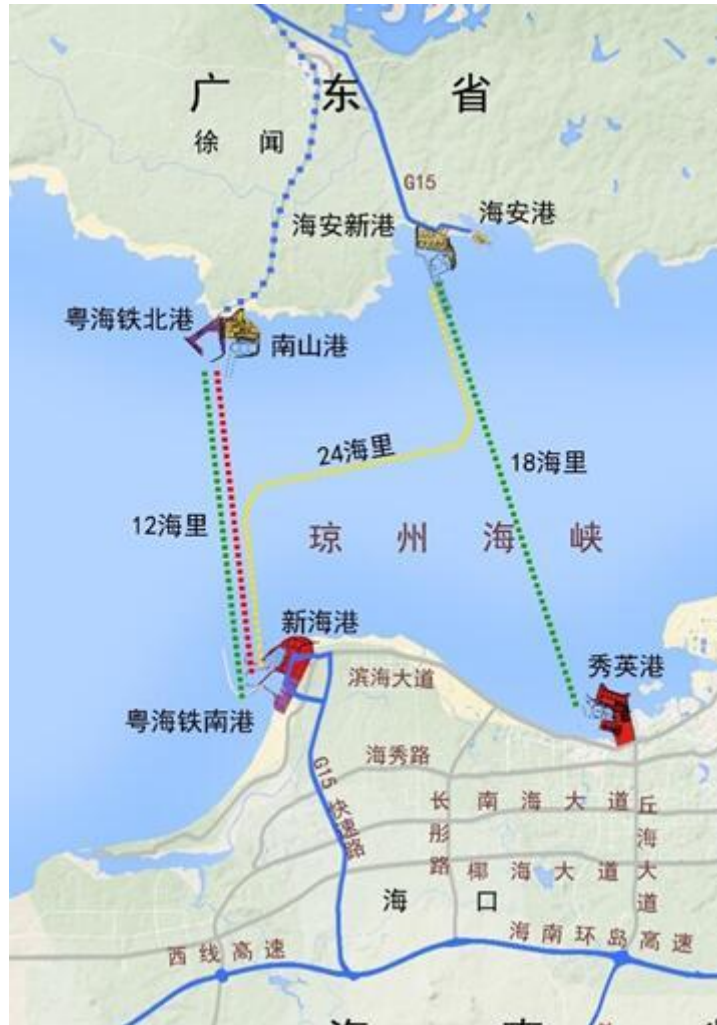 广东省
徐闻
G15
海安新港
海安港
粤海铁北港
南山港
24海里
18海里
12海里
琼州海峡
新海港
秀英港
滨海大道
粤海铁南港
海秀路
G15快速路
长彤路
南海大道
丘海大道
椰海大道
海口
海南环岛高速
西线高速
海南